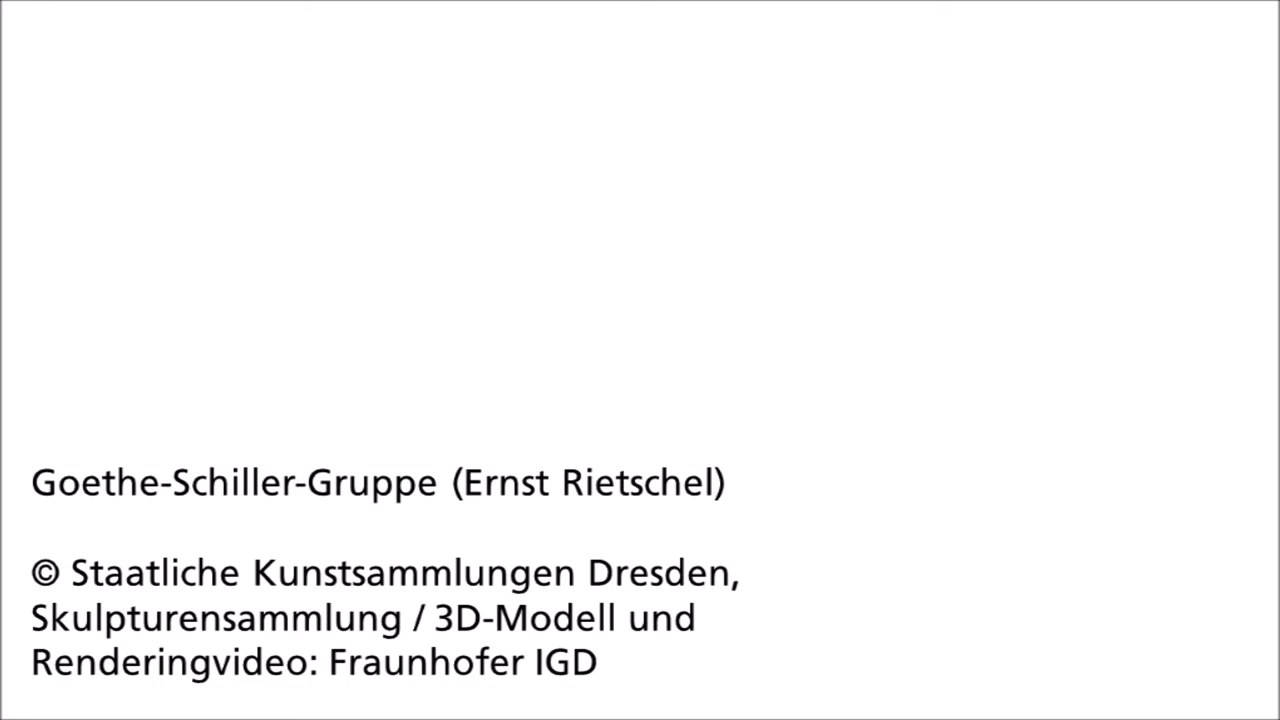 Goethe-Schiller-Gruppe (Ernst Rietschel)
© Staatliche Kunstsammlungen Dresden,
Skulpturensammlung / 3D-Modell und
Renderingvideo: Fraunhofer IGD